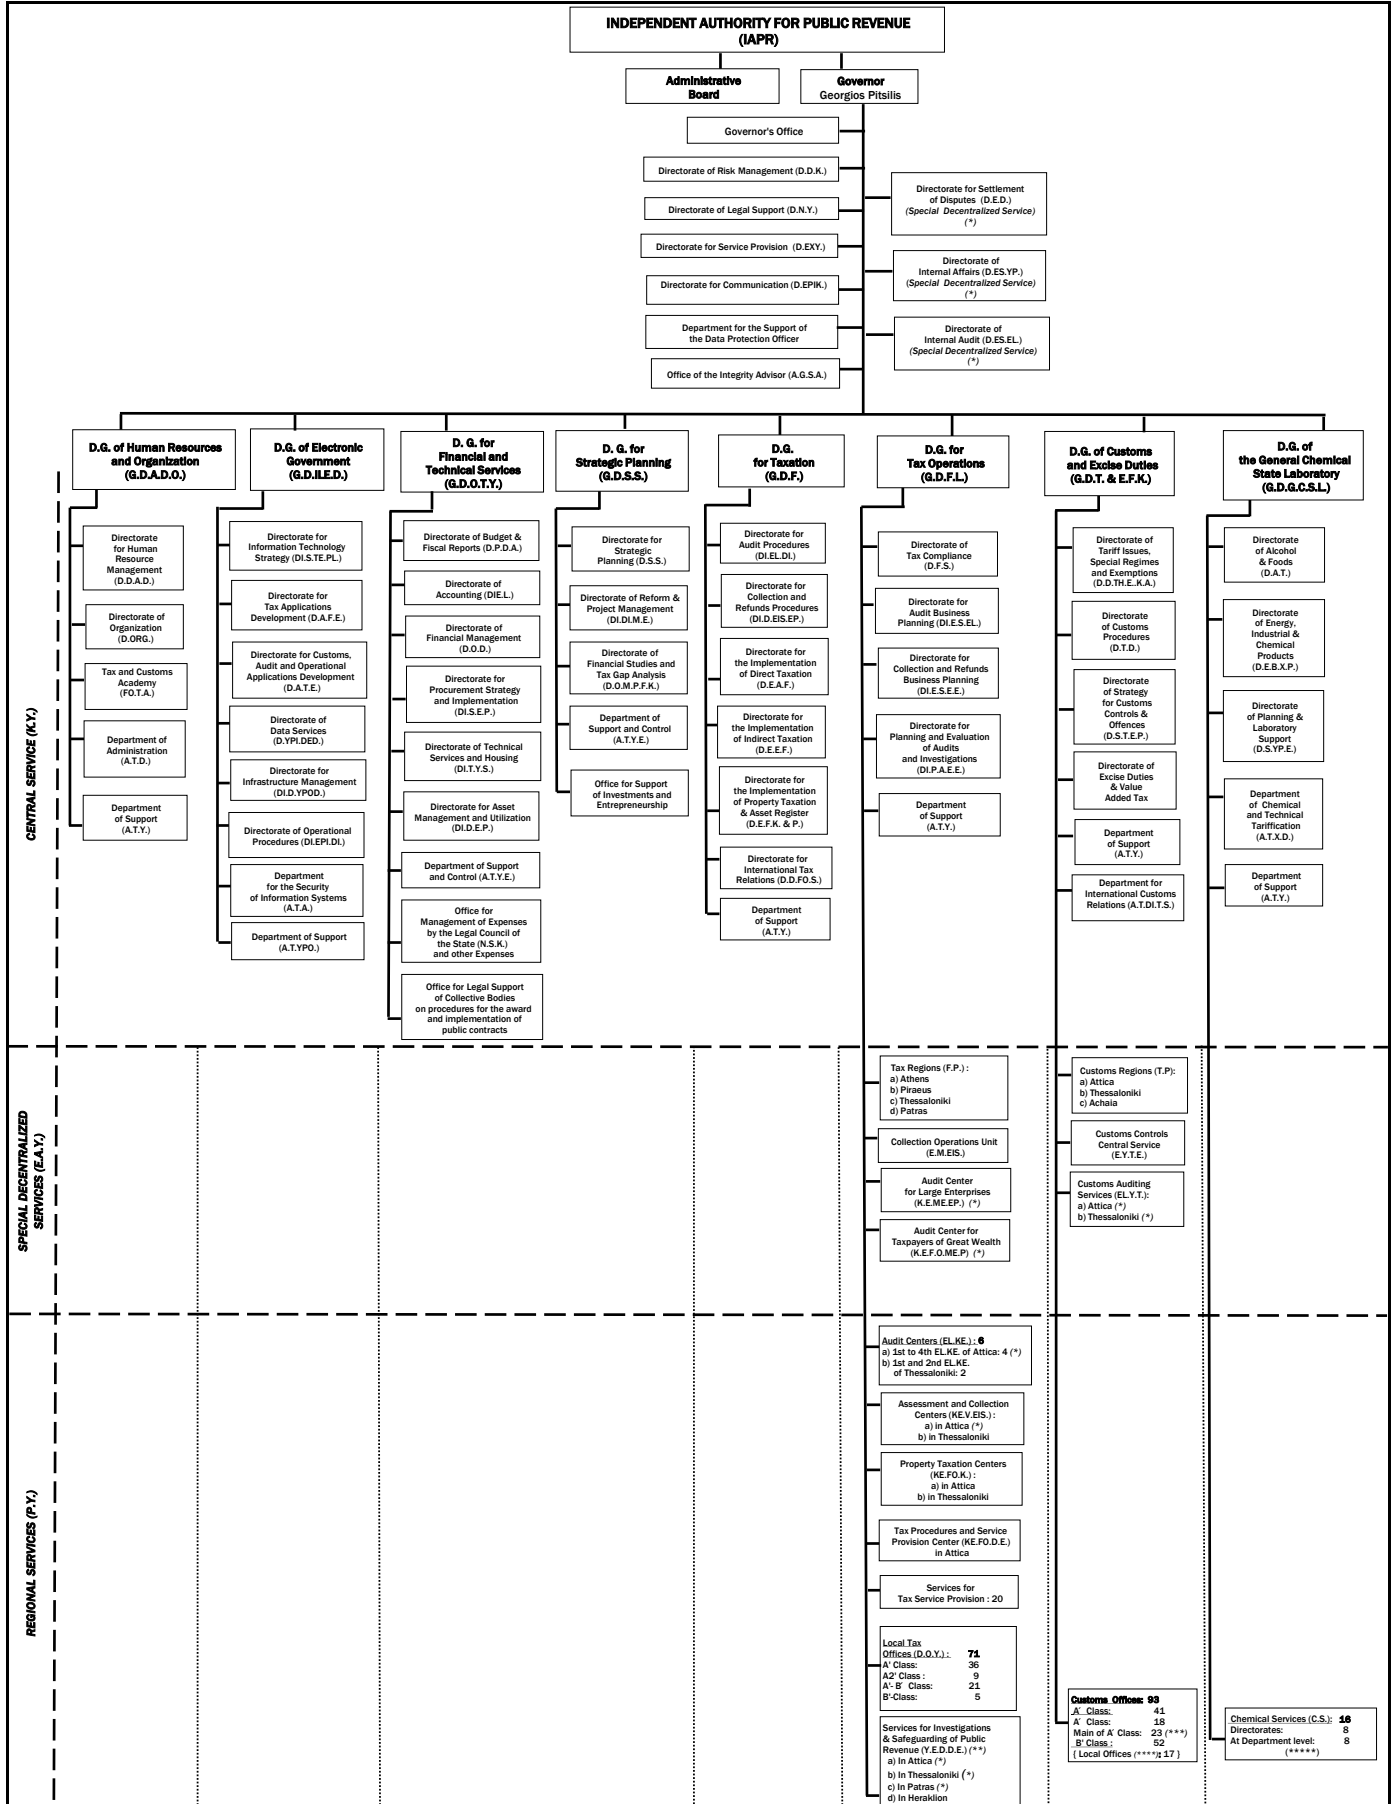 INDEPENDENT AUTHORITY FOR PUBLIC REVENUE
(IAPR)
Administrative
Board
Governor
Georgios Pitsilis
Governor's Office
Directorate of Risk Management (D.D.K.)
Directorate of Legal Support (D.N.Y.)
Directorate for Service Provision (D.EXY.)
Directorate for Communication (D.EPIK.)
Department for the Support of
the Data Protection Officer
Office of the Integrity Advisor (A.G.S.A.)
Directorate for Settlement
of Disputes (D.E.D.)
(Special Decentralized Service)
(*)
Directorate of
Internal Affairs (D.ES.YP.)
(Special Decentralized Service)
(*)
Directorate of
Internal Audit (D.ES.EL.)
(Special Decentralized Service)
(*)
CENTRAL SERVICE (K.Y.)
D.G. of Human Resources
and Organization
(G.D.A.D.O.)
Directorate
for Human
Resource
Management
(D.D.A.D.)
Directorate of
Organization
(D.ORG.)
Tax and Customs
Academy
(FO.T.A.)
Department of
Administration
(A.T.D.)
Department
of Support
(A.T.Y.)
D.G. of Electronic
Government
(G.D.ILE.D.)
Directorate for
Information Technology
Strategy (DI.S.TE.PL.)
Directorate for
Tax Applications
Development (D.A.F.E.)
Directorate for Customs,
Audit and Operational
Applications Development
(D.A.T.E.)
Directorate of
Data Services
(D.YPI.DED.)
Directorate for
Infrastructure Management
(DI.D.YPOD.)
Directorate of Operational
Procedures (DI.EPI.DI.)
Department
for the Security
of Information Systems
(A.T.A.)
Department of Support
(A.T.YPO.)
D. G. for
Financial and
Technical Services
(G.D.O.T.Y.)
Directorate of Budget &
Fiscal Reports (D.P.D.A.)
Directorate of
Accounting (DIE.L.)
Directorate of
Financial Management
(D.O.D.)
Directorate for
Procurement Strategy
and Implementation
(DI.S.E.P.)
Directorate of Technical
Services and Housing
(DI.T.Y.S.)
Directorate for Asset
Management and Utilization
(DI.D.E.P.)
Department of Support
and Control (A.T.Y.E.)
Office for
Management of Expenses
by the Legal Council of
the State (N.S.K.)
and other Expenses
Office for Legal Support
of Collective Bodies
on procedures for the award
and implementation of
public contracts
D. G. for
Strategic Planning
(G.D.S.S.)
Directorate for
Strategic
Planning (D.S.S.)
Directorate of Reform &
Project Management
(DI.DI.M.E.)
Directorate of
Financial Studies and
Tax Gap Analysis
(D.O.M.P.F.K.)
Department of
Support and Control
(A.T.Y.E.)
Office for Support
of Investments and
Entrepreneurship
D.G.
for Taxation
(G.D.F.)
Directorate for
Audit Procedures
(DI.EL.DI.)
Directorate for
Collection and
Refunds Procedures
(DI.D.EIS.EP.)
Directorate for
the Implementation
of Direct Taxation
(D.E.A.F.)
Directorate for
the Implementation
of Indirect Taxation
(D.E.E.F.)
Directorate for
the Implementation
of Property Taxation
& Asset Register
(D.E.F.K. & P.)
Directorate for
International Tax
Relations (D.D.FO.S.)
Department
of Support
(A.T.Y.)
D.G. for
Tax Operations
(G.D.F.L.)
Directorate of
Tax Compliance
(D.F.S.)
Directorate for
Audit Business
Planning (DI.E.S.EL.)
Directorate for
Collection and Refunds
Business Planning
(DI.E.S.E.E.)
Directorate for
Planning and Evaluation
of Audits
and Investigations
(DI.P.A.E.E.)
Department
of Support
(A.T.Y.)
D.G. of Customs
and Excise Duties
(G.D.T. & E.F.K.)
Directorate of
Tariff Issues,
Special Regimes
and Exemptions
(D.D.TH.E..K.A.)
Directorate
of Customs
Procedures
(D.T.D.)
Directorate
of Strategy
for Customs
Controls &
Offences
(D.S.T.E.P.)
Directorate of
Excise Duties
& Value
Added Tax
Department
of Support
(A.T.Y.)
Department for
International Customs
Relations (A.T.DI.T.S.)
D.G. of
the General Chemical
State Laboratory
(G.D.G.C.S.L.)
Directorate
of Alcohol
& Foods
(D.A.T.)
Directorate
of Energy,
Industrial &
Chemical
Products
(D.E.B.X.P.)
Directorate
of Planning &
Laboratory
Support
(D.S.YP.E.)
Department
of Chemical
and Technical
Tariffication
(A.T.X.D.)
Department
of Support
(A.T.Y.)
SPECIAL DECENTRALIZED
SERVICES (E.A.Y.)
Tax Regions (F.P.) :
a) Athens
b) Piraeus
c) Thessaloniki
d) Patras
Collection Operations Unit
(E.M.EIS.)
Audit Center
for Large Enterprises
(K.E.ME.EP.) (*)
Audit Center for
Taxpayers of Great Wealth
(K.E.F.O.ME.P) (*)
Customs Regions (T.P):
a) Attica
b) Thessaloniki
c) Achaia
Customs Controls
Central Service
(E.Y.T.E.)
Customs Auditing
Services (EL.Y.T.):
a) Attica (*)
b) Thessaloniki (*)
REGIONAL SERVICES (P.Y.)
Audit Centers (EL.KE.) : 6
a) 1st to 4th EL.KE. of Attica: 4 (*)
b) 1st and 2nd EL.KE.
of Thessaloniki: 2
Assessment and Collection
Centers (KE.V.EIS.) :
a) in Attica (*)
b) in Thessaloniki
Property Taxation Centers
(KE.FO.K.) :
a) in Attica
b) in Thessaloniki
Tax Procedures and Service
Provision Center (KE.FO.D.E.)
in Attica
Services for
Tax Service Provision : 20
Local Tax
Offices (D.O.Y.) : 71
A' Class: 36
A2' Class : 9
A'- B' Class: 21
B'-Class: 5
Services for Investigations
& Safeguarding of Public
Revenue (Y.E.D.D.E.) (**)
a) In Attica (*)
b) In Thessaloniki (*)
c) In Patras (*)
d) In Heraklion
Customs Offices: 93
A' Class: 41
A' Class: 18
Main of A' Class: 23 (***)
B' Class : 52
{ Local Offices (****): 17 }
Chemical Services (C.S.): 16
Directorates: 8
At Department level: 8
(*****)